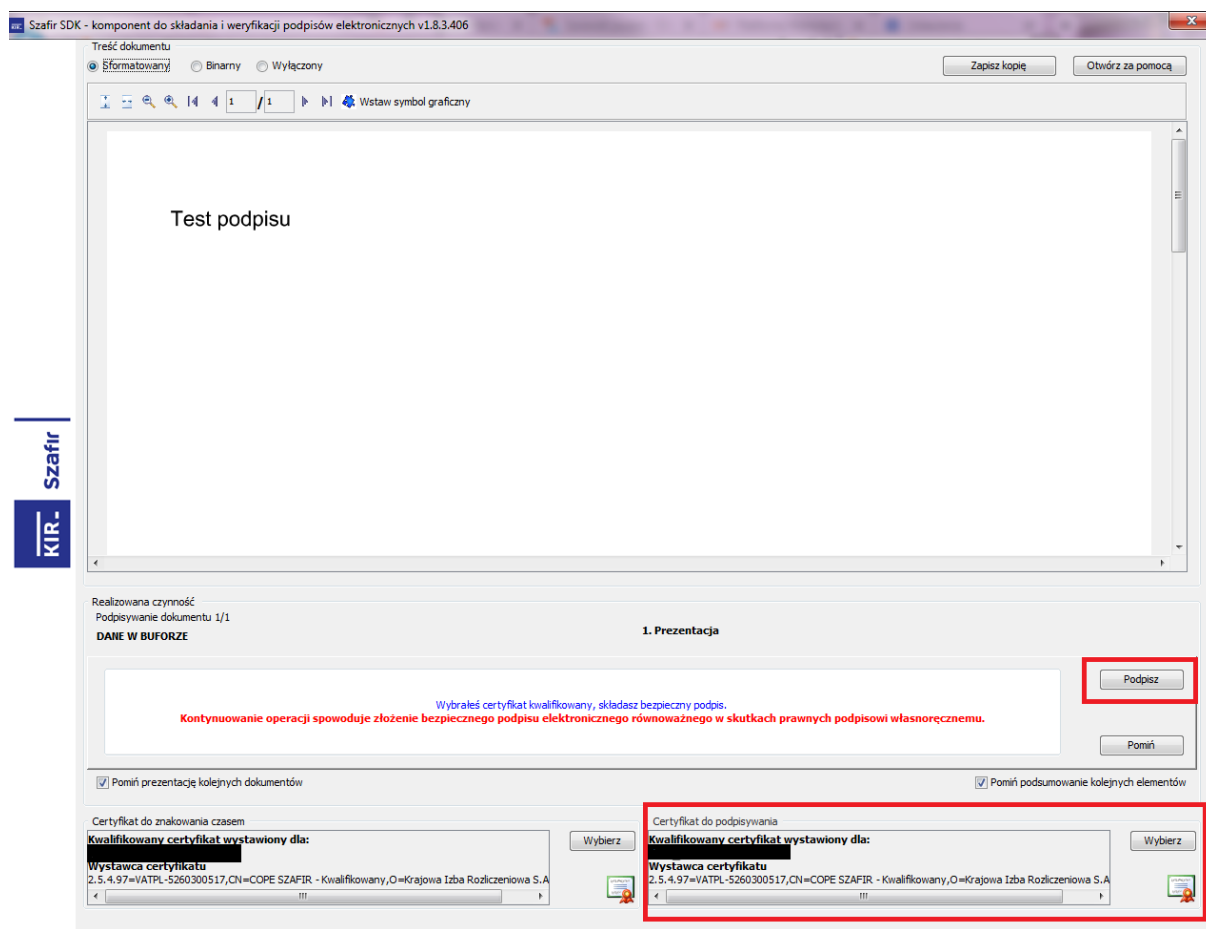 Szafir SDK - komponent do składania i weryfikacji podpisów elektronicznych v1.8.3.406
Treść dokumentu
Sformatowany Binarny Wyłączony Zapisz kopię Otwórz za pomocą
1 / 1 Wstaw symbol graficzny
Test podpisu
KIR. Szafir
Realizowana czynność
Podpisywanie dokumentu 1/1
DANE W BUFORZE
1. Prezentacja
Wybrałeś certyfikat kwalifikowany, składasz bezpieczny podpis.
Kontynuowanie operacji spowoduje złożenie bezpiecznego podpisu elektronicznego równoważnego w skutkach prawnych podpisowi własnoręcznemu.
Podpisz
Pomiń
Pomiń prezentację kolejnych dokumentów
Pomiń podsumowanie kolejnych elementów
Certyfikat do znakowania czasem
Kwalifikowany certyfikat wystawiony dla:
Wybierz
Wystawca certyfikatu
2.5.4.97=VATPL-5260300517,CN=COPE SZAFIR - Kwalifikowany,O=Krajowa Izba Rozliczeniowa S.A
Certyfikat do podpisywania
Kwalifikowany certyfikat wystawiony dla:
Wybierz
Wystawca certyfikatu
2.5.4.97=VATPL-5260300517,CN=COPE SZAFIR - Kwalifikowany,O=Krajowa Izba Rozliczeniowa S.A